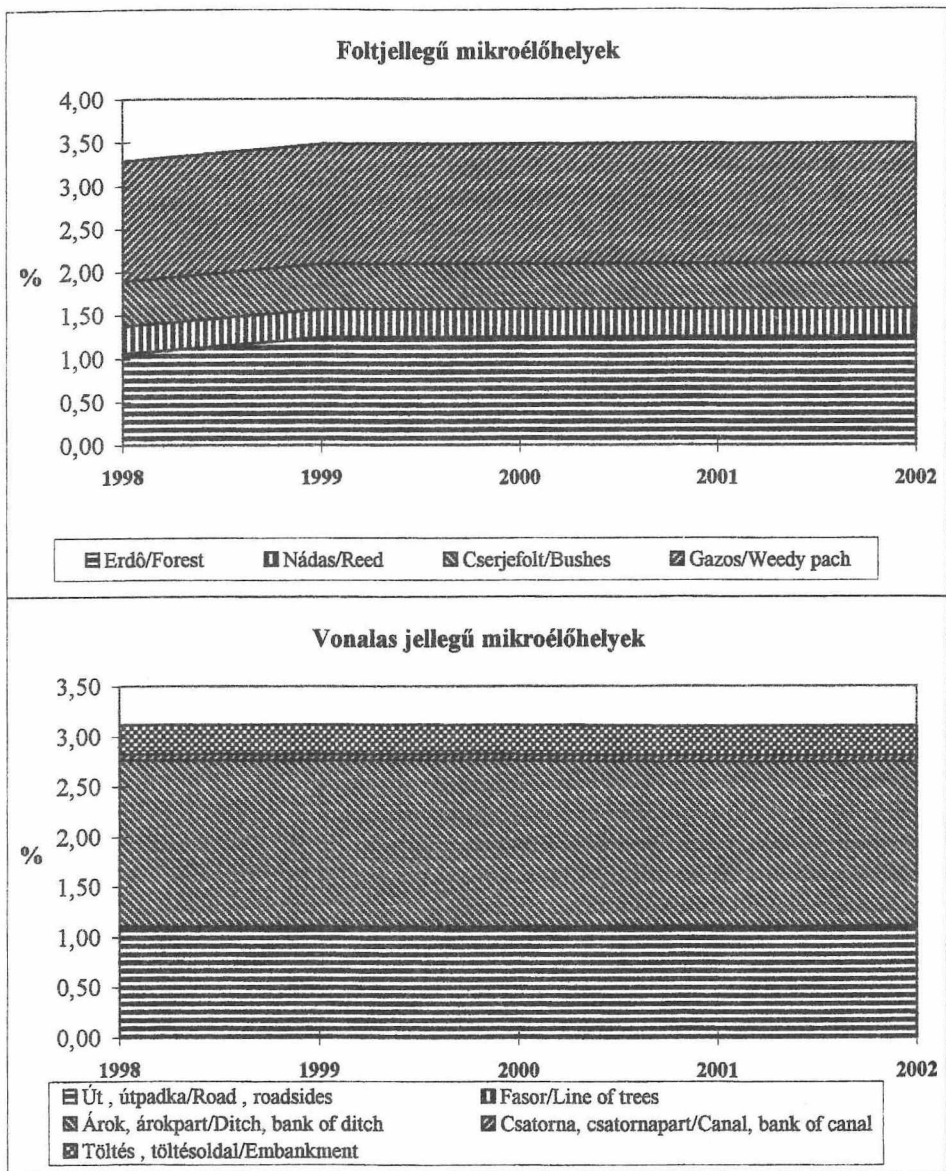 Foltjellegű mikroélőhelyek
4,00
3,50
3,00
2,50
2,00
1,50
1,00
0,50
0,00
%
1998 1999 2000 2001 2002
Erdô/Forest Nádas/Reed Cserjefolt/Bushes Gazos/Weedy pach
Vonalas jellegű mikroélőhelyek
3,50
3,00
2,50
2,00
1,50
1,00
0,50
0,00
%
1998 1999 2000 2001 2002
Út , útpadka/Road , roadsides Fasor/Line of trees
Árok, árokpart/Ditch, bank of ditch Csatorna, csatornapart/Canal, bank of canal
Töltés , töltésoldal/Embankment